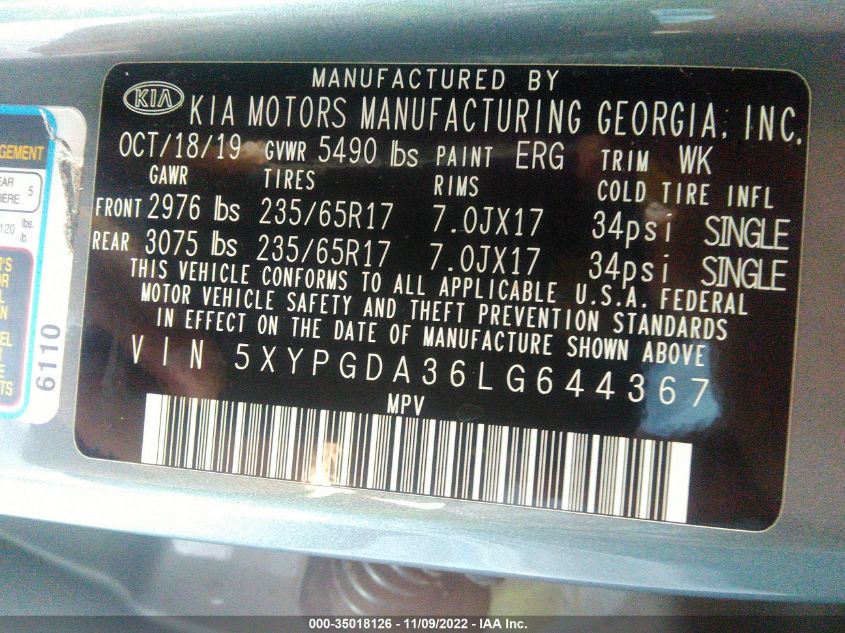 MANUFACTURED BY
KIA KIA MOTORS MANUFACTURING GEORGIA, INC.
OCT/18/19 GVWR 5490 lbs PAINT ERG TRIM WK
GAWR TIRES RIMS COLD TIRE INFL
FRONT 2976 lbs 235/65R17 7.0JX17 34psi SINGLE
REAR 3075 lbs 235/65R17 7.0JX17 34psi SINGLE
THIS VEHICLE CONFORMS TO ALL APPLICABLE U.S.A. FEDERAL
MOTOR VEHICLE SAFETY AND THEFT PREVENTION STANDARDS
IN EFFECT ON THE DATE OF MANUFACTURE SHOWN ABOVE
VIN 5XYPGDA36LG644367
MPV
5
120 lbs.
lb.
6110
000-35018126 - 11/09/2022 - IAA Inc.